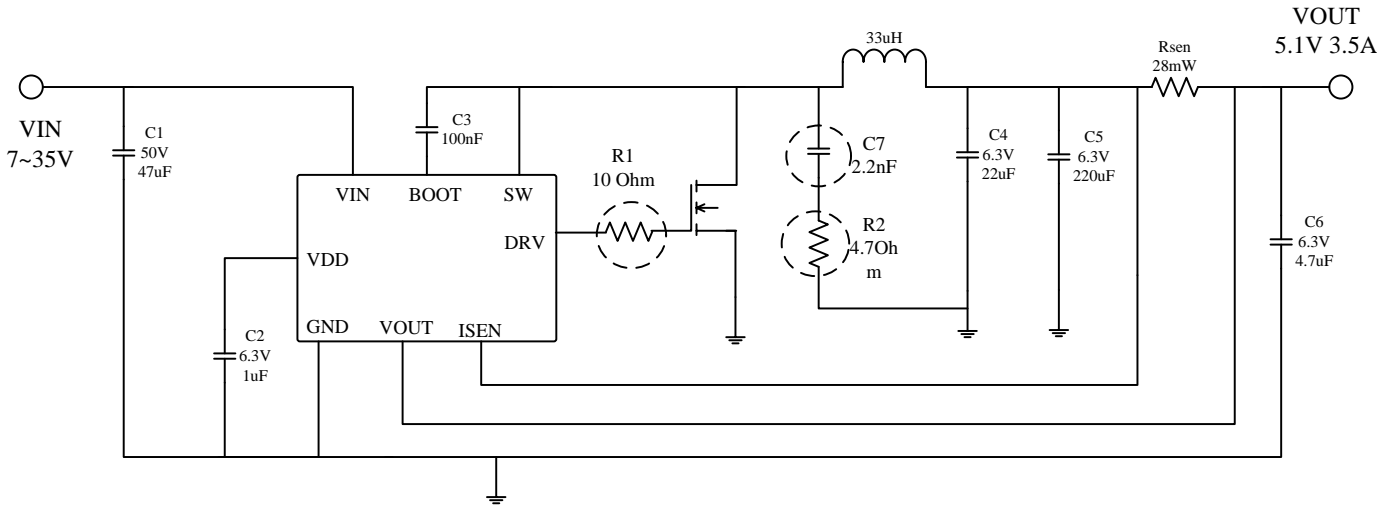 VOUT
5.1V 3.5A
33uH
Rsen
28mW
VIN
7~35V
C1
50V
47uF
C3
100nF
R1
10 Ohm
C7
2.2nF
R2
4.7Oh
m
C4
6.3V
22uF
C5
6.3V
220uF
C6
6.3V
4.7uF
VIN
BOOT
SW
DRV
VDD
GND
VOUT
ISEN
C2
6.3V
1uF